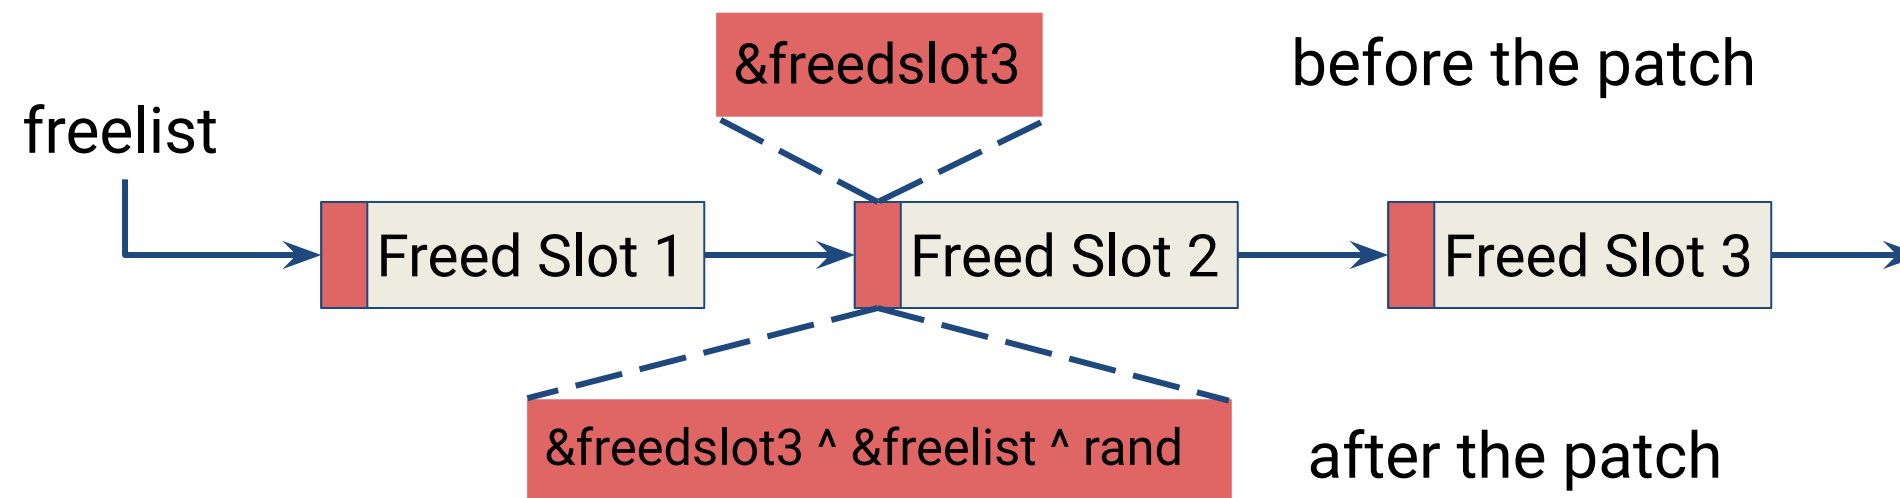 &freedslot3
before the patch
freelist
Freed Slot 1
Freed Slot 2
Freed Slot 3
&freedslot3 ^ &freelist ^ rand
after the patch